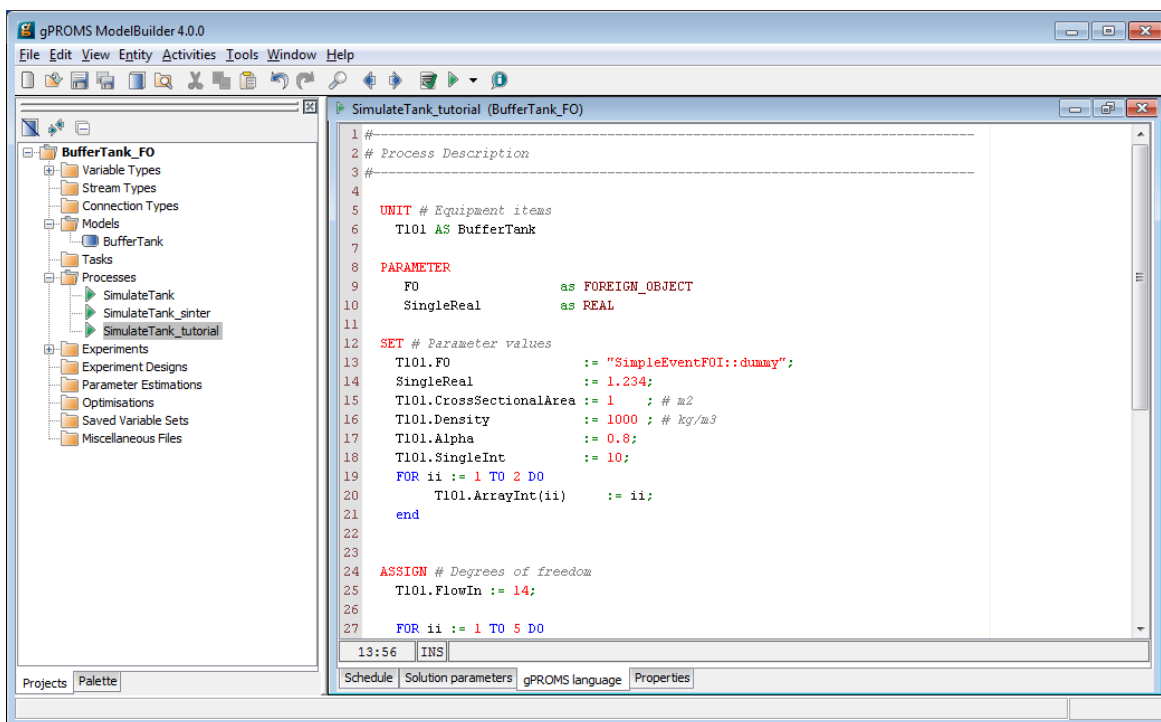 gPROMS ModelBuilder 4.0.0
File Edit View Entity Activities Tools Window Help
BufferTank_FO
Variable Types
Stream Types
Connection Types
Models
BufferTank
Tasks
Processes
SimulateTank
SimulateTank_sinter
SimulateTank_tutorial
Experiments
Experiment Designs
Parameter Estimations
Optimisations
Saved Variable Sets
Miscellaneous Files
Projects Palette
SimulateTank_tutorial (BufferTank_FO)
1 #-----------------------------------------------------------------------------
2 # Process Description
3 #-----------------------------------------------------------------------------
4
5 UNIT # Equipment items
6 T101 AS BufferTank
7
8 PARAMETER
9 FO as FOREIGN_OBJECT
10 SingleReal as REAL
11
12 SET # Parameter values
13 T101.FO := "SimpleEventFOI::dummy";
14 SingleReal := 1.234;
15 T101.CrossSectionalArea := 1 ; # m2
16 T101.Density := 1000 ; # kg/m3
17 T101.Alpha := 0.8;
18 T101.SingleInt := 10;
19 FOR ii := 1 TO 2 DO
20 T101.ArrayInt(ii) := ii;
21 end
22
23
24 ASSIGN # Degrees of freedom
25 T101.FlowIn := 14;
26
27 FOR ii := 1 TO 5 DO
13:56 INS
Schedule Solution parameters gPROMS language Properties